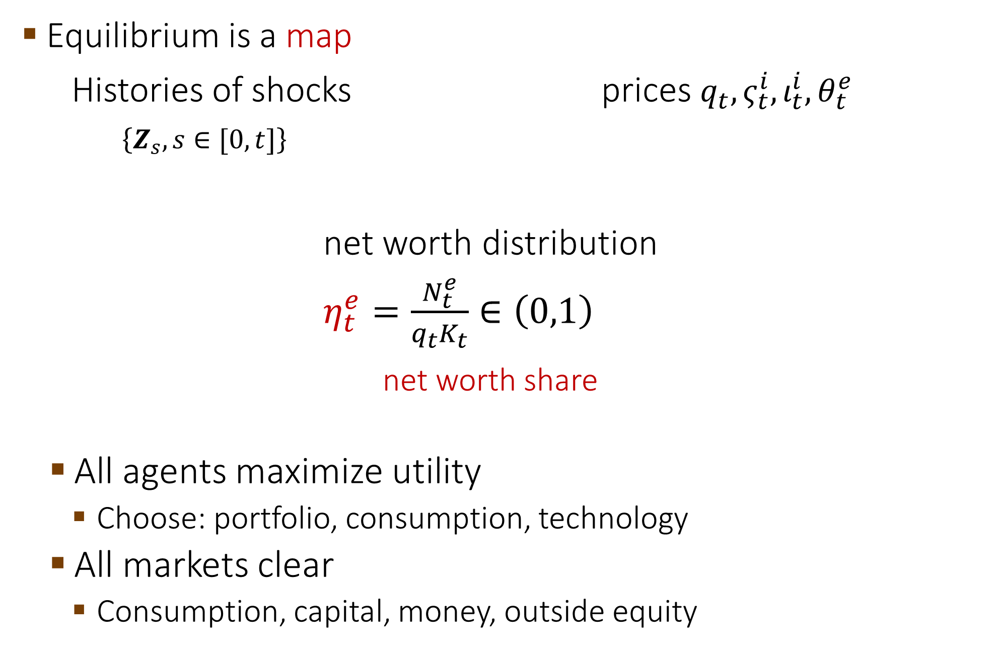 ▪ Equilibrium is a map
Histories of shocks prices $q_t, \varsigma_t^i, \iota_t^i, \theta_t^e$
$\{\boldsymbol{Z}_s, s \in [0, t]\}$
net worth distribution
$\eta_t^e = \frac{N_t^e}{q_t K_t} \in (0,1)$
net worth share
▪ All agents maximize utility
▪ Choose: portfolio, consumption, technology
▪ All markets clear
▪ Consumption, capital, money, outside equity